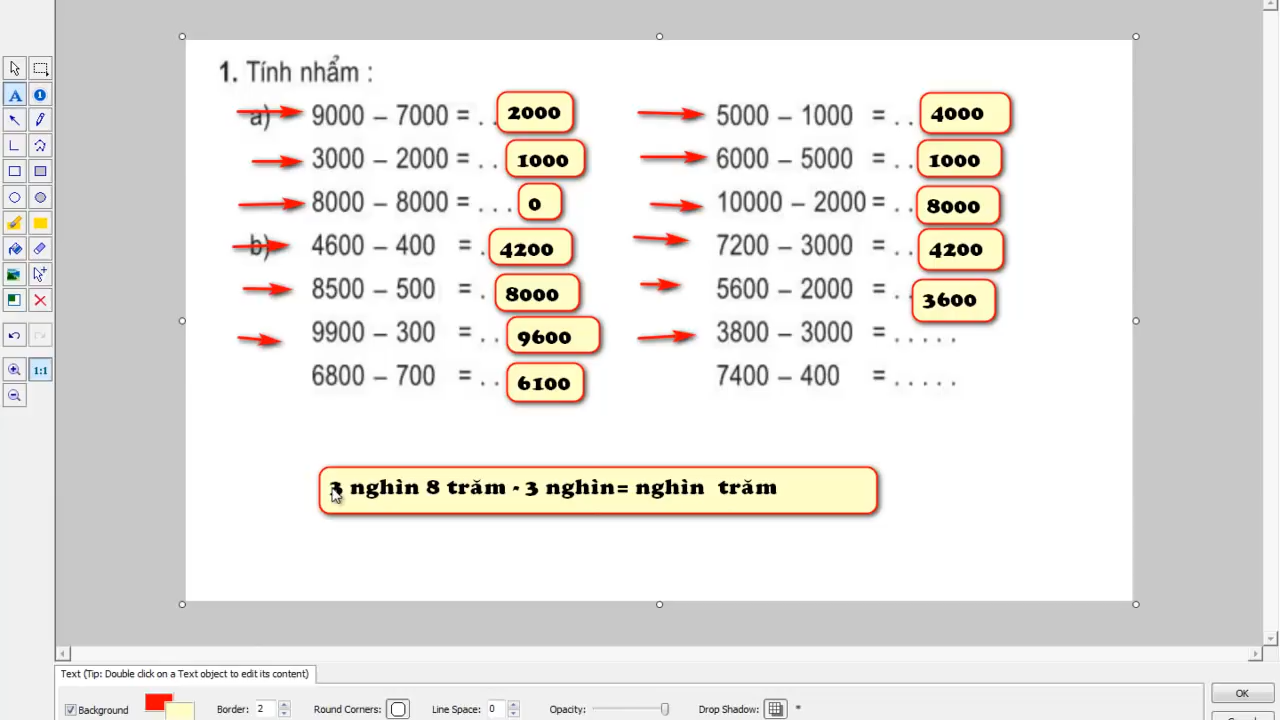 1. Tính nhẩm :
a) 9000 – 7000 = . . 2000
5000 – 1000 = . . 4000
3000 – 2000 = . . 1000
6000 – 5000 = . . 1000
8000 – 8000 = . . . 0
10000 – 2000 = . . 8000
b) 4600 – 400 = . 4200
7200 – 3000 = . . 4200
8500 – 500 = . 8000
5600 – 2000 = . . 3600
9900 – 300 = . . 9600
3800 – 3000 = . . . . .
6800 – 700 = . . 6100
7400 – 400 = . . . . .
3 nghìn 8 trăm - 3 nghìn= nghìn trăm
A
1
1:1
Text (Tip: Double click on a Text object to edit its content)
Background
Border: 2
Round Corners:
Line Space: 0
Opacity:
Drop Shadow:
OK